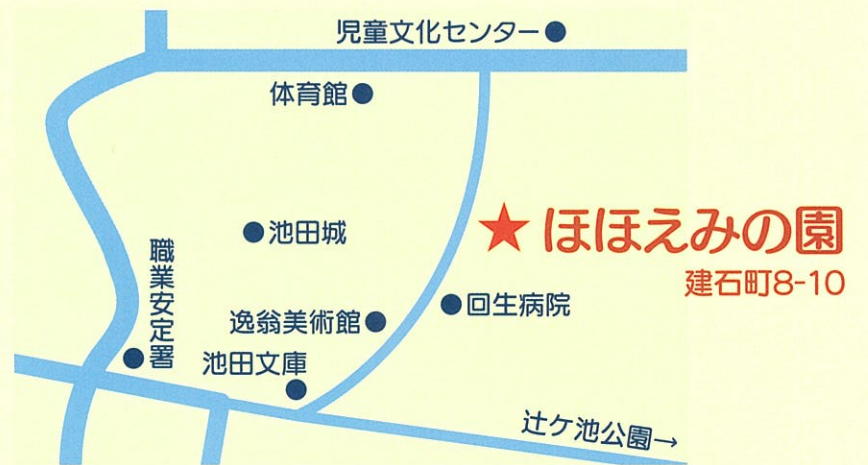 児童文化センター
体育館
池田城
ほほえみの園
建石町8-10
職業安定署
逸翁美術館
回生病院
池田文庫
辻ケ池公園→